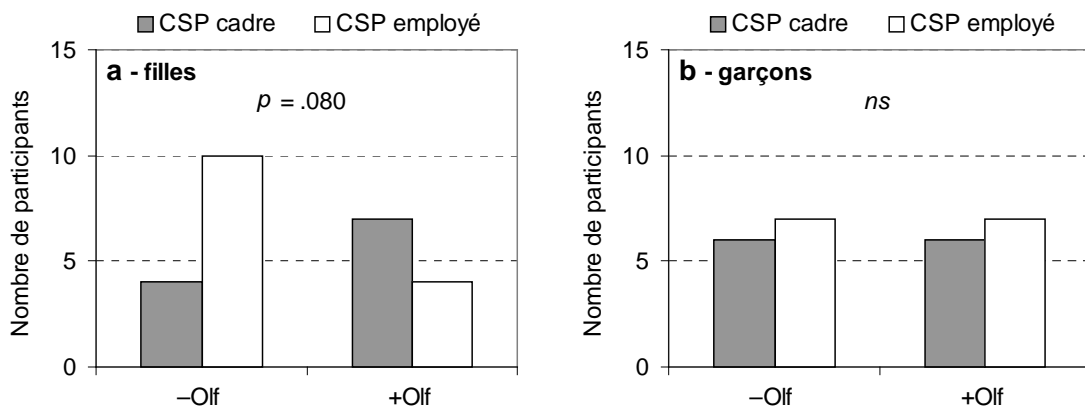 CSP cadre CSP employé
a - filles
p = .080
Nombre de participants
15
10
5
0
–Olf +Olf
CSP cadre CSP employé
b - garçons
ns
Nombre de participants
15
10
5
0
–Olf +Olf